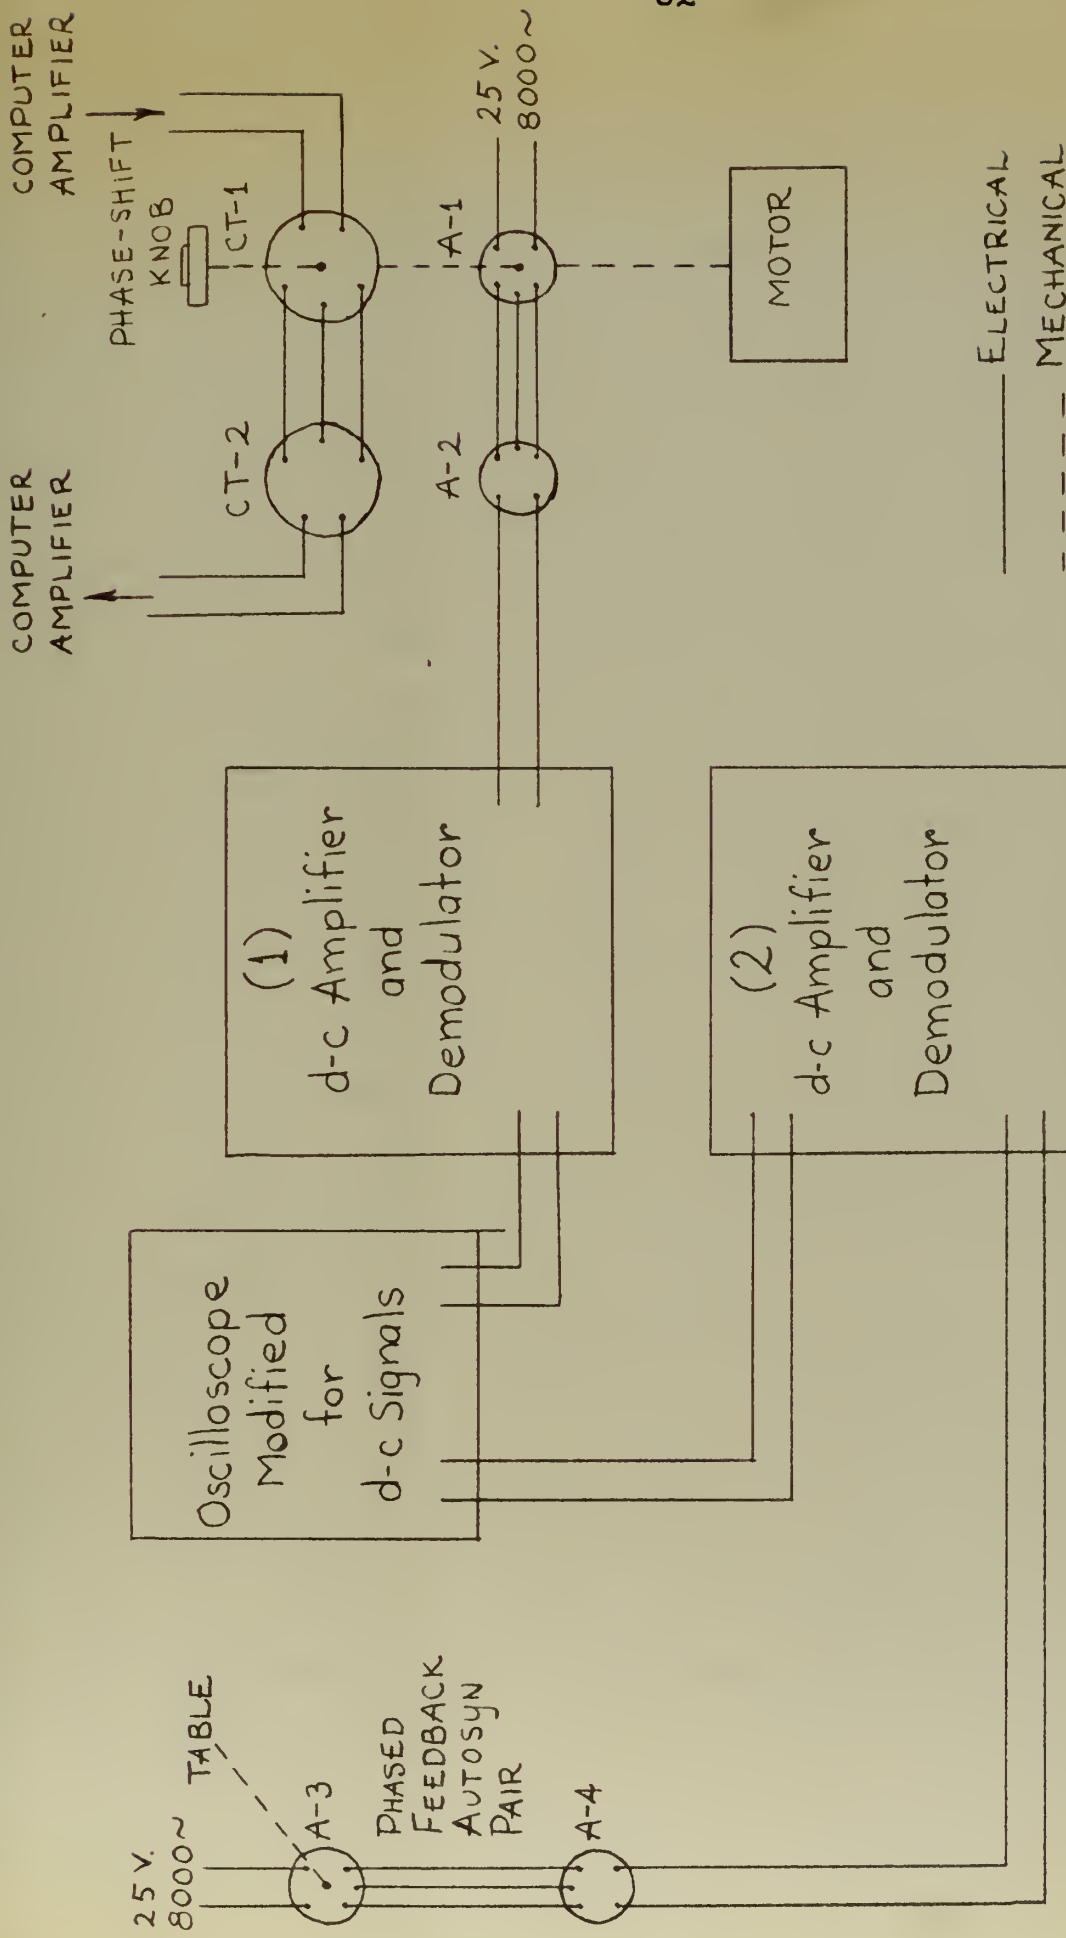 25 V.
8000~
TABLE
A-3
PHASED
FEEDBACK
AUTOSYN
PAIR
A-4
Oscilloscope
Modified
for
d-c Signals
(1)
d-c Amplifier
and
Demodulator
(2)
d-c Amplifier
and
Demodulator
COMPUTER
AMPLIFIER
CT-2
A-2
COMPUTER
AMPLIFIER
PHASE-SHIFT
KNOB
CT-1
A-1
25 V.
8000~
MOTOR
ELECTRICAL
MECHANICAL